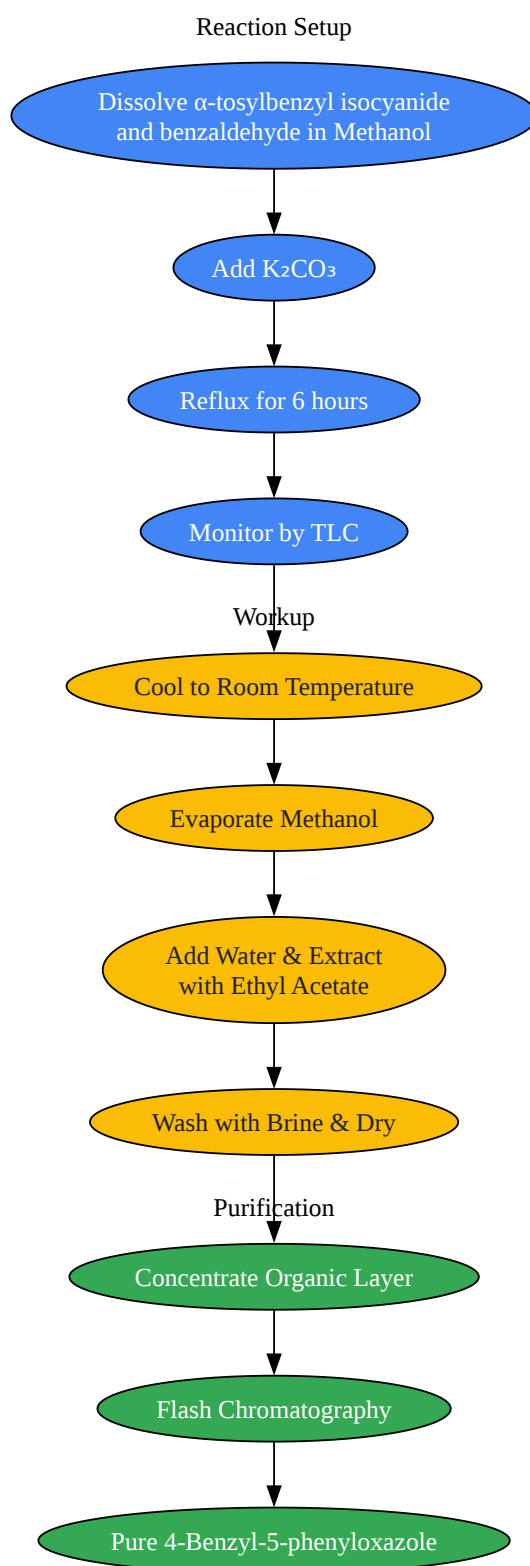 Reaction Setup
Dissolve α-tosylbenzyl isocyanide
and benzaldehyde in Methanol
Add K₂CO₃
Reflux for 6 hours
Monitor by TLC
Workup
Cool to Room Temperature
Evaporate Methanol
Add Water & Extract
with Ethyl Acetate
Wash with Brine & Dry
Purification
Concentrate Organic Layer
Flash Chromatography
Pure 4-Benzyl-5-phenyloxazole